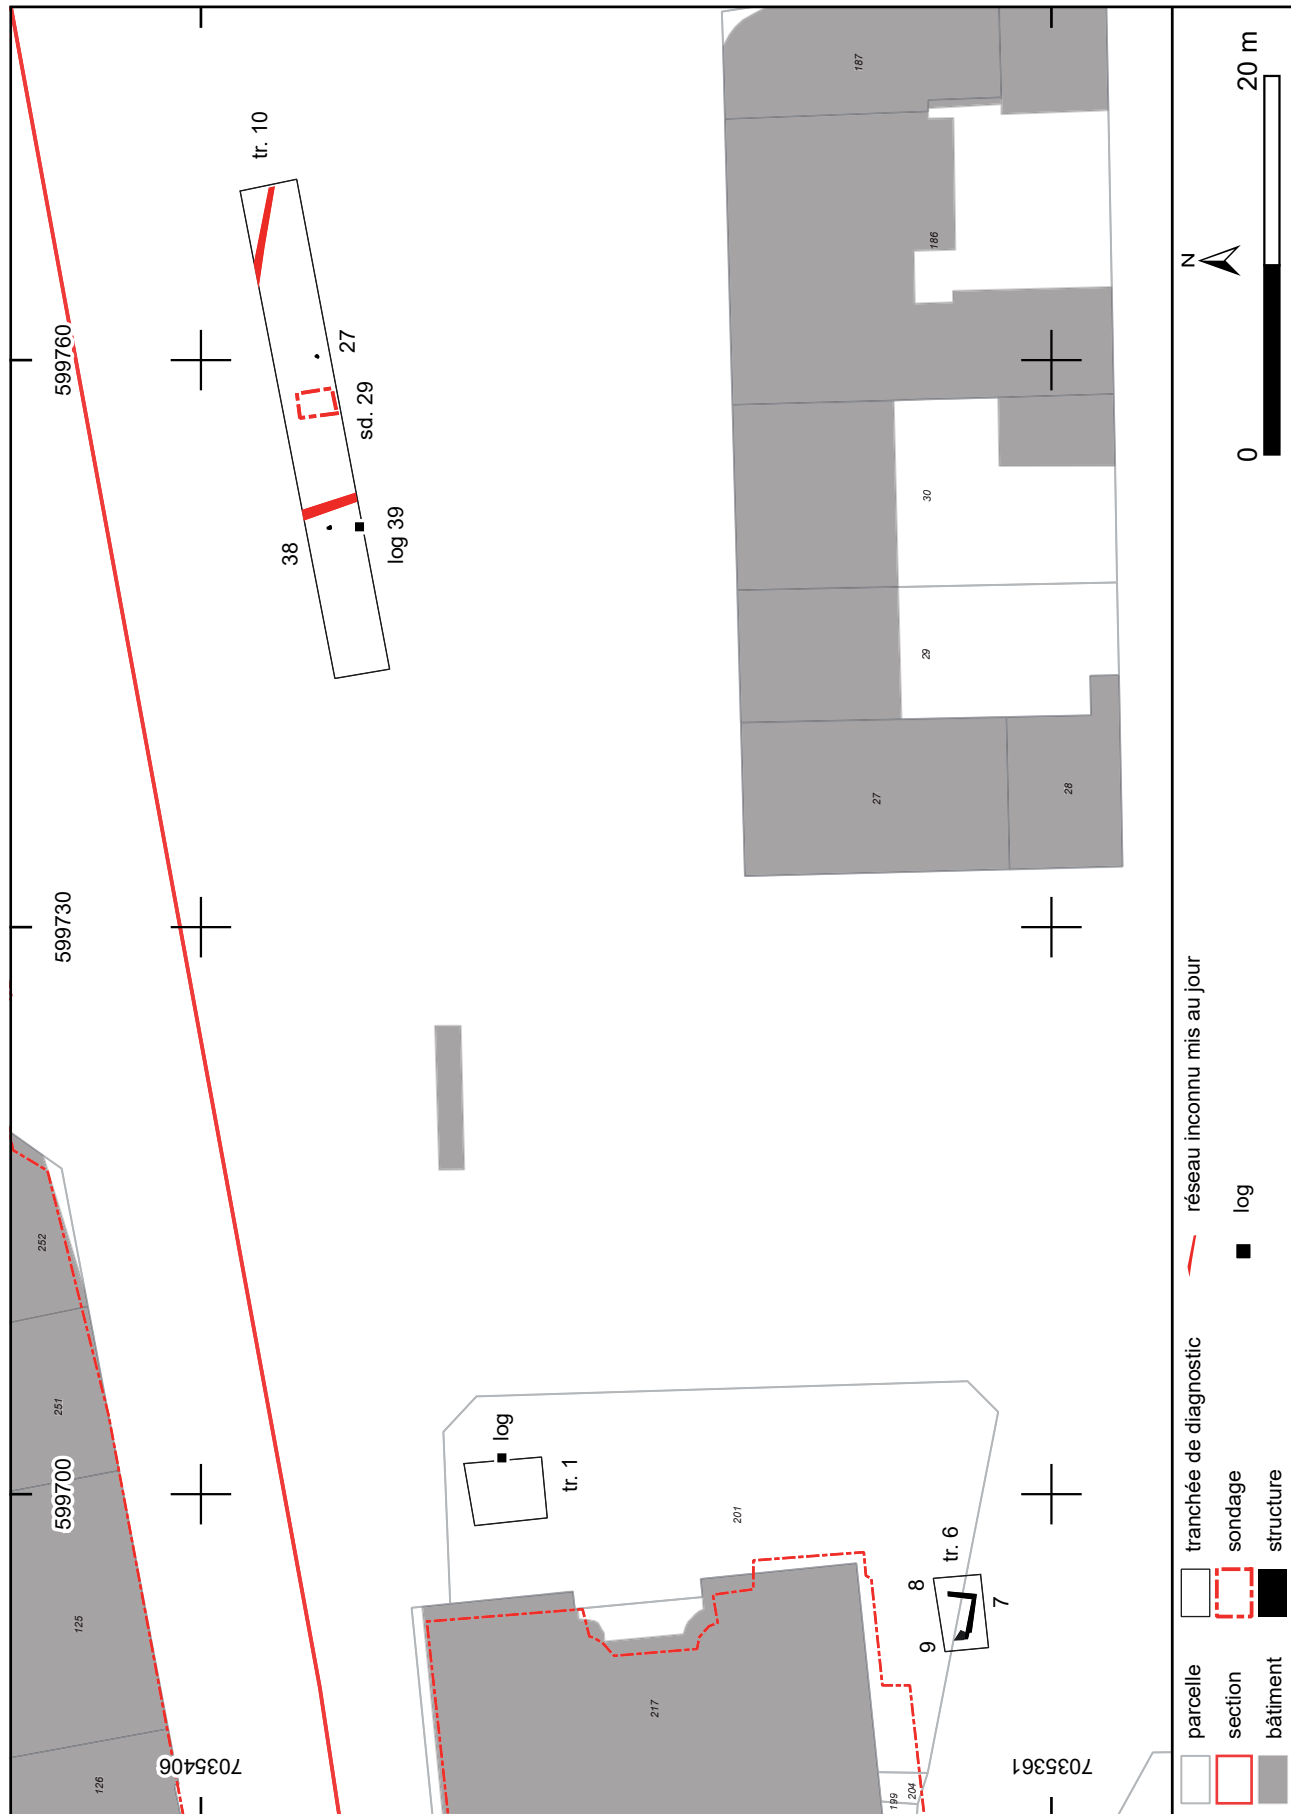 599700
599730
599760
7035406
7035361
126
125
251
252
217
201
199
204
tr. 1
log
tr. 6
9
8
7
38
log 39
sd. 29
27
tr. 10
27
28
29
30
186
187
N
0 20 m
parcelle
section
bâtiment
tranchée de diagnostic
sondage
structure
réseau inconnu mis au jour
log